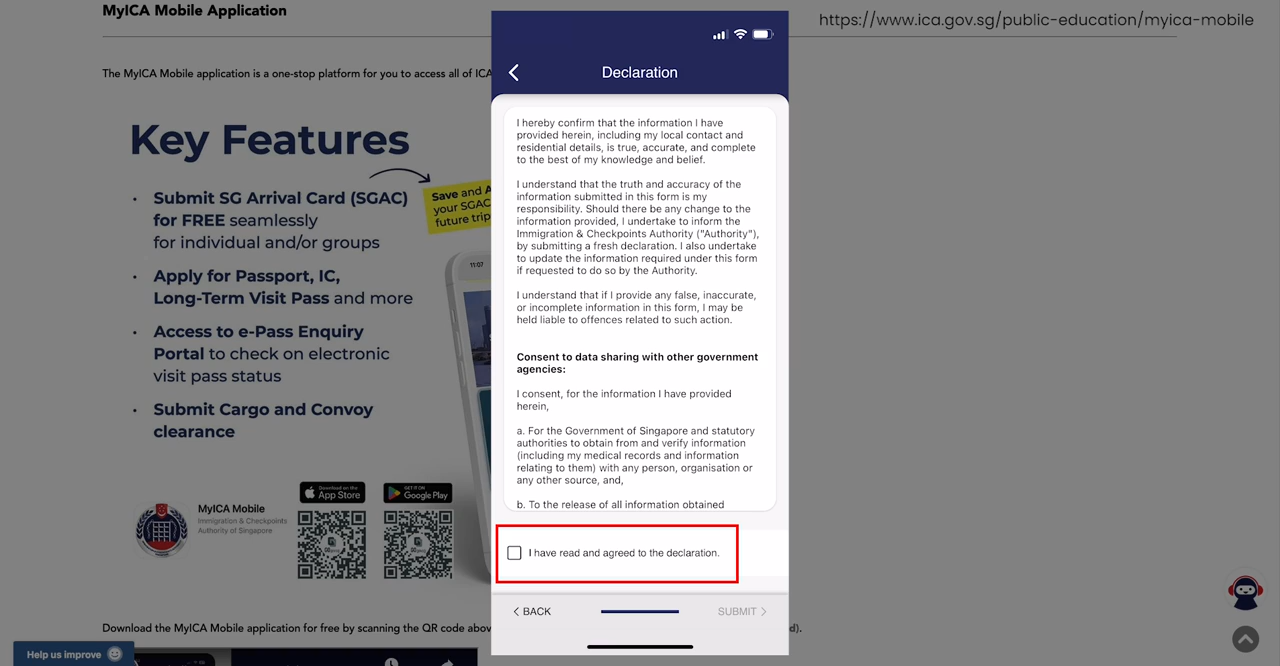 MyICA Mobile Application
https://www.ica.gov.sg/public-education/myica-mobile
The MyICA Mobile application is a one-stop platform for you to access all of ICA
Key Features
• Submit SG Arrival Card (SGAC)
for FREE seamlessly
for individual and/or groups
• Apply for Passport, IC,
Long-Term Visit Pass and more
• Access to e-Pass Enquiry
Portal to check on electronic
visit pass status
• Submit Cargo and Convoy
clearance
Save and A
your SGAC
future trip
11:07
Download on the
App Store
GET IT ON
Google Play
MyICA Mobile
Immigration & Checkpoints
Authority of Singapore
Download the MyICA Mobile application for free by scanning the QR code abov
d).
Help us improve
Declaration
I hereby confirm that the information I have
provided herein, including my local contact and
residential details, is true, accurate, and complete
to the best of my knowledge and belief.
I understand that the truth and accuracy of the
information submitted in this form is my
responsibility. Should there be any change to the
information provided, I undertake to inform the
Immigration & Checkpoints Authority ("Authority"),
by submitting a fresh declaration. I also undertake
to update the information required under this form
if requested to do so by the Authority.
I understand that if I provide any false, inaccurate,
or incomplete information in this form, I may be
held liable to offences related to such action.
Consent to data sharing with other government
agencies:
I consent, for the information I have provided
herein,
a. For the Government of Singapore and statutory
authorities to obtain from and verify information
(including my medical records and information
relating to them) with any person, organisation or
any other source, and,
b. To the release of all information obtained
I have read and agreed to the declaration.
BACK
SUBMIT